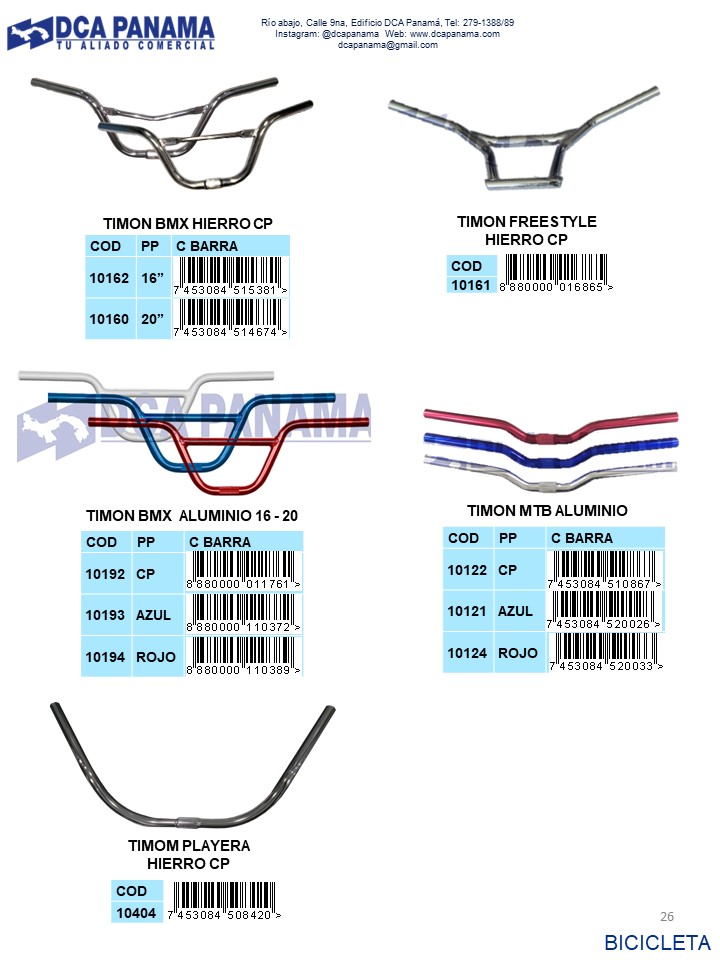 DCA PANAMA
TU ALIADO COMERCIAL
Río abajo, Calle 9na, Edificio DCA Panamá, Tel: 279-1388/89
Instagram: @dcapanama Web: www.dcapanama.com
dcapanama@gmail.com
TIMON BMX HIERRO CP
COD PP C BARRA
10162 16” 7 453084 515381 >
10160 20” 7 453084 514674 >
TIMON FREESTYLE
HIERRO CP
COD
10161 8 880000 016865 >
DCA PANAMA
TIMON BMX ALUMINIO 16 - 20
COD PP C BARRA
10192 CP 8 880000 011761 >
10193 AZUL 8 880000 110372 >
10194 ROJO 8 880000 110389 >
TIMON MTB ALUMINIO
COD PP C BARRA
10122 CP 7 453084 510867 >
10121 AZUL 7 453084 520026 >
10124 ROJO 7 453084 520033 >
TIMOM PLAYERA
HIERRO CP
COD
10404 7 453084 508420 >
26
BICICLETA